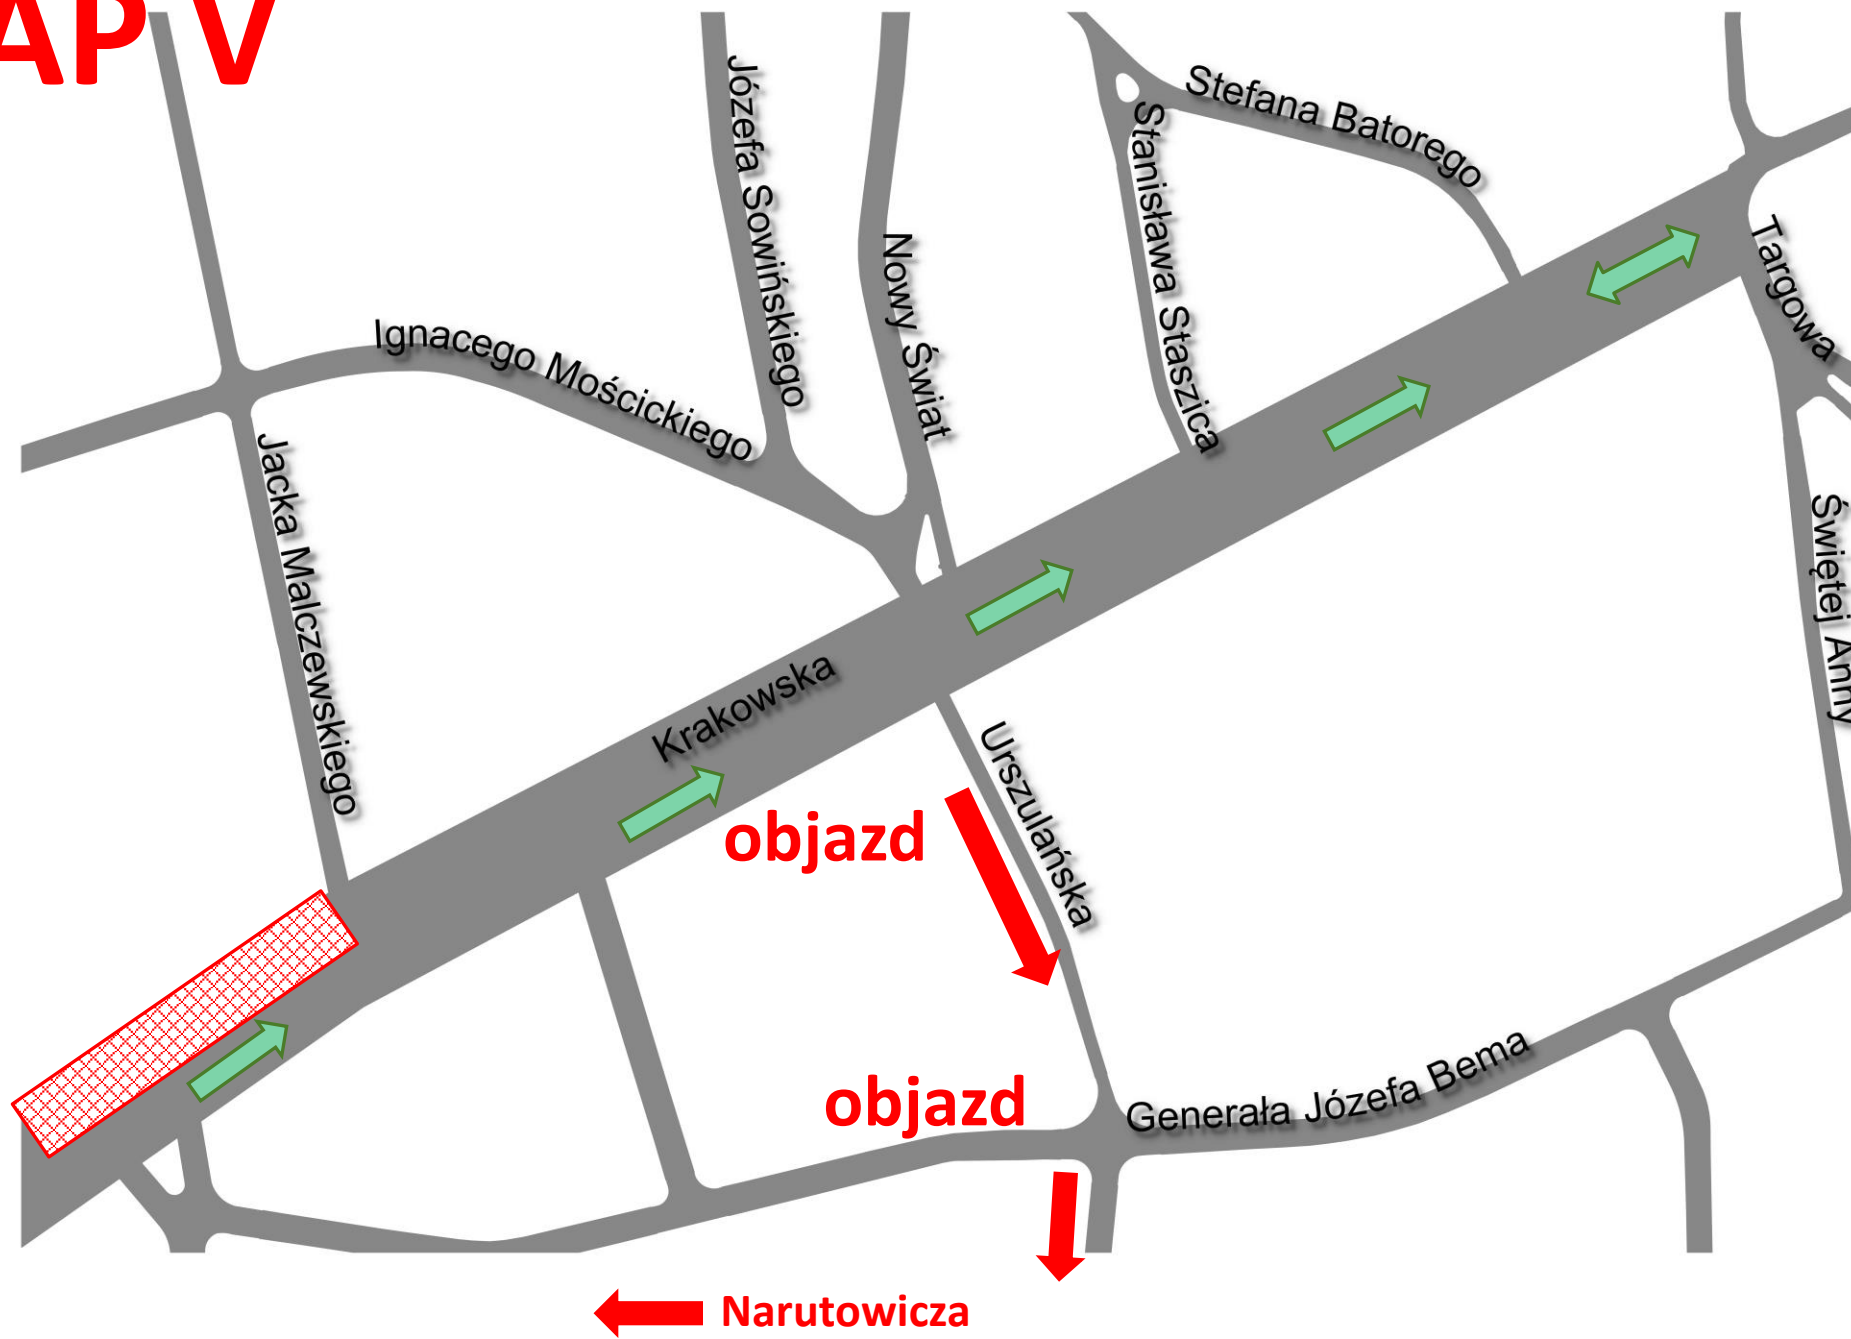 AP V
Józefa Sowińskiego
Nowy Świat
Stanisława Staszica
Stefana Batorego
Targowa
Ignacego Mościckiego
Jacka Malczewskiego
Świętej Anny
Krakowska
Urszulańska
objazd
objazd
Generała Józefa Bema
Narutowicza